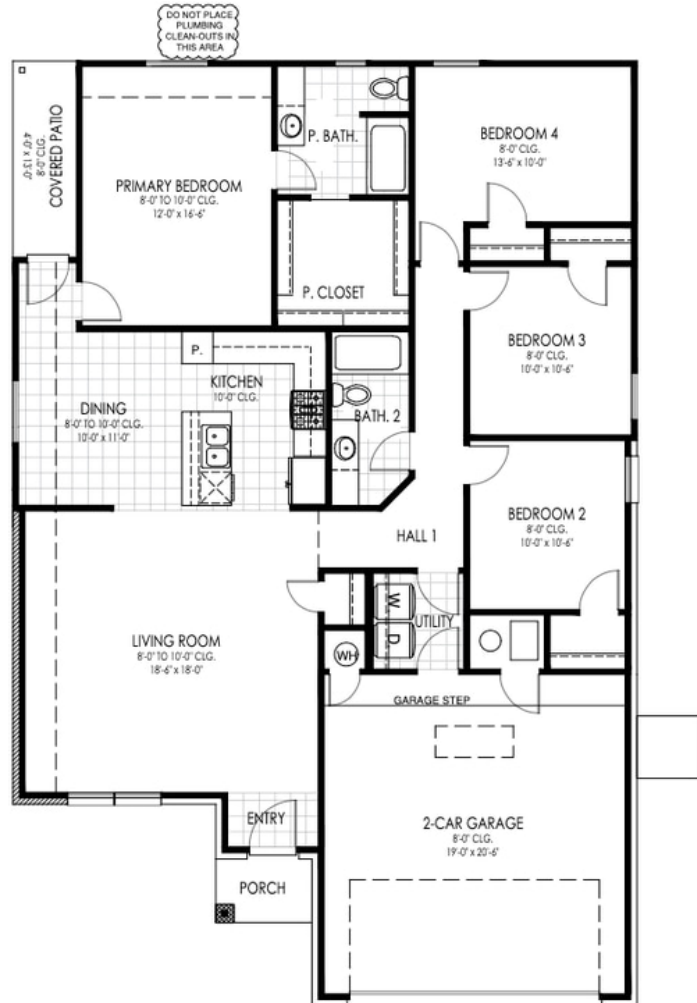 DO NOT PLACE
PLUMBING
CLEAN-OUTS IN
THIS AREA
COVERED PATIO
8'-0" CLG.
4'-0" x 13'-0"
PRIMARY BEDROOM
8'-0" TO 10'-0" CLG.
12'-0" x 16'-6"
P. BATH.
BEDROOM 4
8'-0" CLG.
13'-6" x 10'-0"
P. CLOSET
BEDROOM 3
8'-0" CLG.
10'-0" x 10'-6"
P.
KITCHEN
10'-0" CLG.
DINING
8'-0" TO 10'-0" CLG.
10'-0" x 11'-0"
BATH. 2
BEDROOM 2
8'-0" CLG.
10'-0" x 10'-6"
HALL 1
W
D
UTILITY
LIVING ROOM
8'-0" TO 10'-0" CLG.
18'-6" x 18'-0"
WH
GARAGE STEP
ENTRY
2-CAR GARAGE
8'-0" CLG.
19'-0" x 20'-6"
PORCH